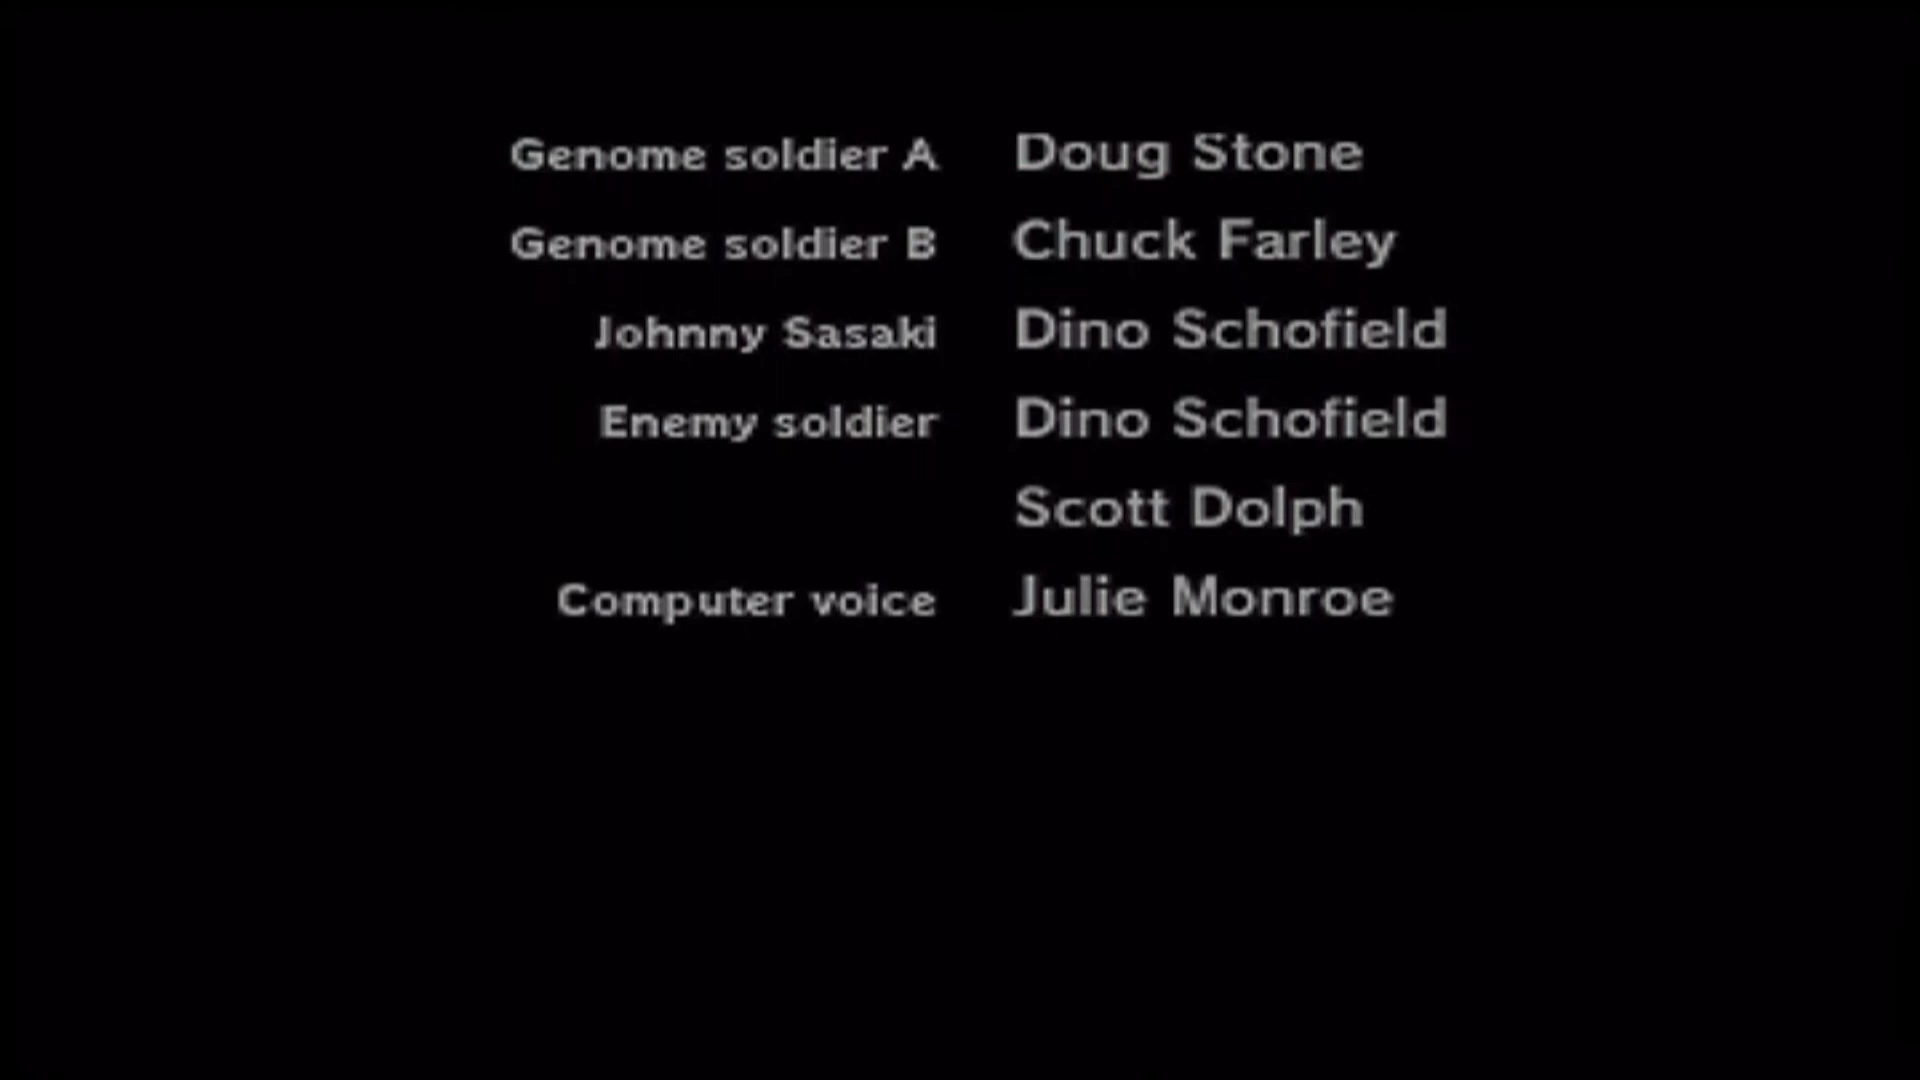 Genome soldier A Doug Stone
Genome soldier B Chuck Farley
Johnny Sasaki Dino Schofield
Enemy soldier Dino Schofield
Scott Dolph
Computer voice Julie Monroe